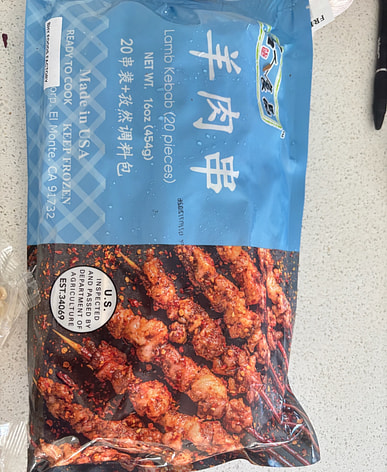 羊肉串
Lamb Kebab (20 pieces)
NET WT. 16oz (454g)
20串装+孜然调料包
Made in USA
READY TO COOK KEEP FROZEN
El Monte, CA 91732
U.S.
INSPECTED
AND PASSED BY
DEPARTMENT OF
AGRICULTURE
EST.34069
FR